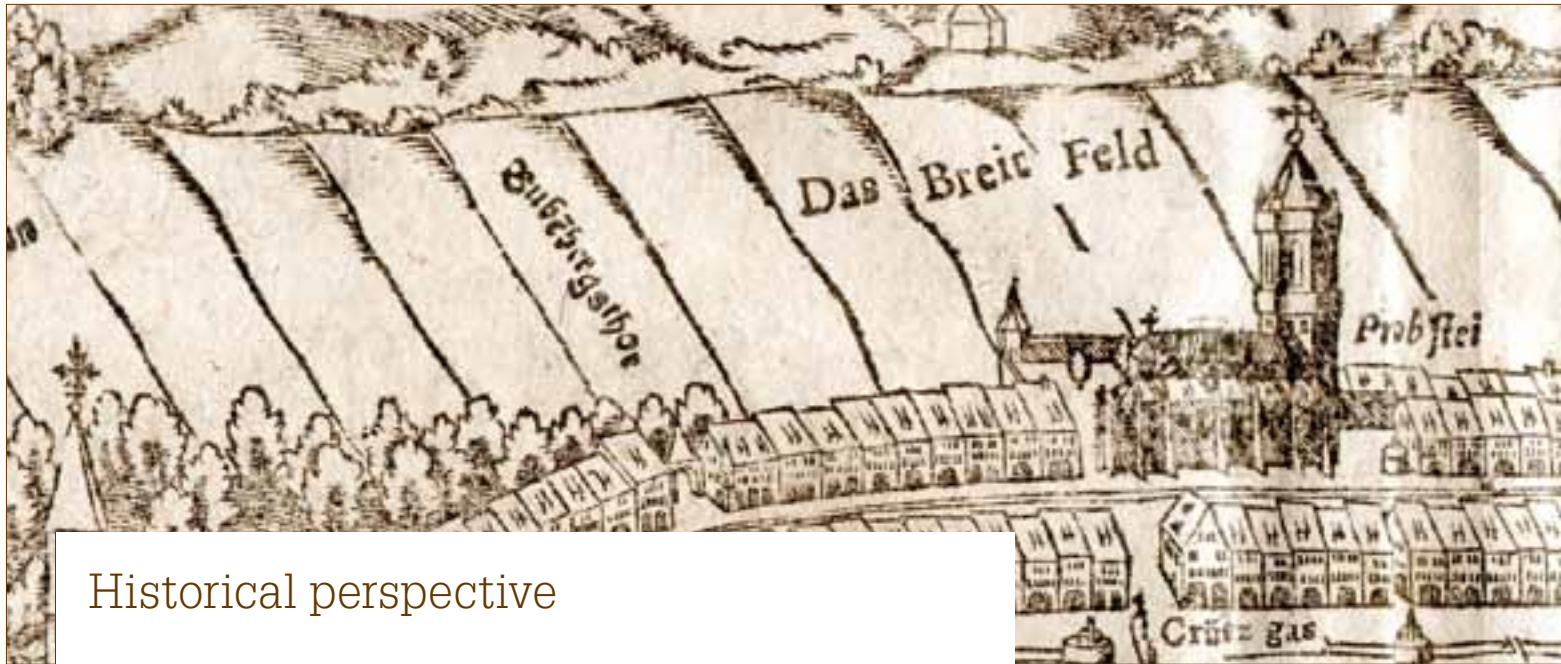 Das Breit Feld
Probstei
Historical perspective
Crütz gas